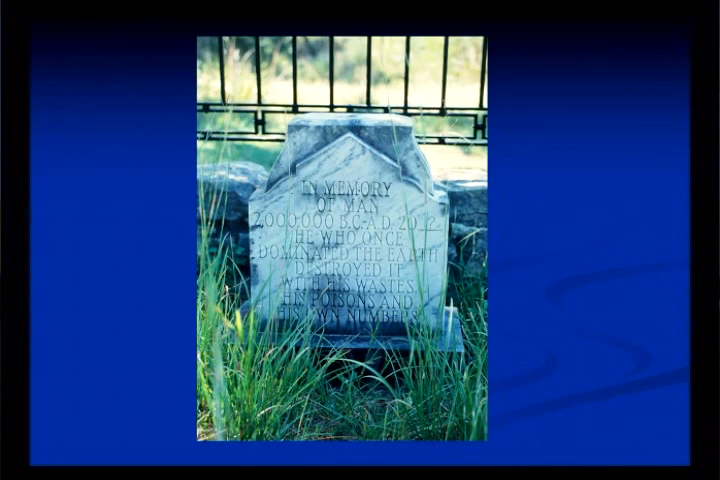 IN MEMORY
OF MAN
2,000,000 B.C.-A.D. 2012
HE WHO ONCE
DOMINATED THE EARTH
DESTROYED IT
WITH HIS WASTES
HIS POISONS AND
HIS OWN NUMBERS